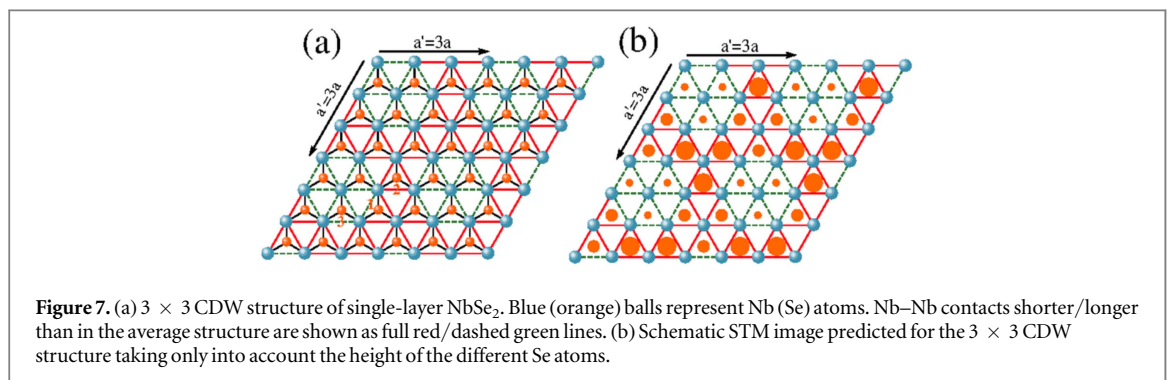 (a)
a'=3a
a'=3a
2
1
3
(b)
a'=3a
a'=3a
Figure 7. (a) 3 × 3 CDW structure of single-layer NbSe₂. Blue (orange) balls represent Nb (Se) atoms. Nb–Nb contacts shorter/longer
than in the average structure are shown as full red/dashed green lines. (b) Schematic STM image predicted for the 3 × 3 CDW
structure taking only into account the height of the different Se atoms.